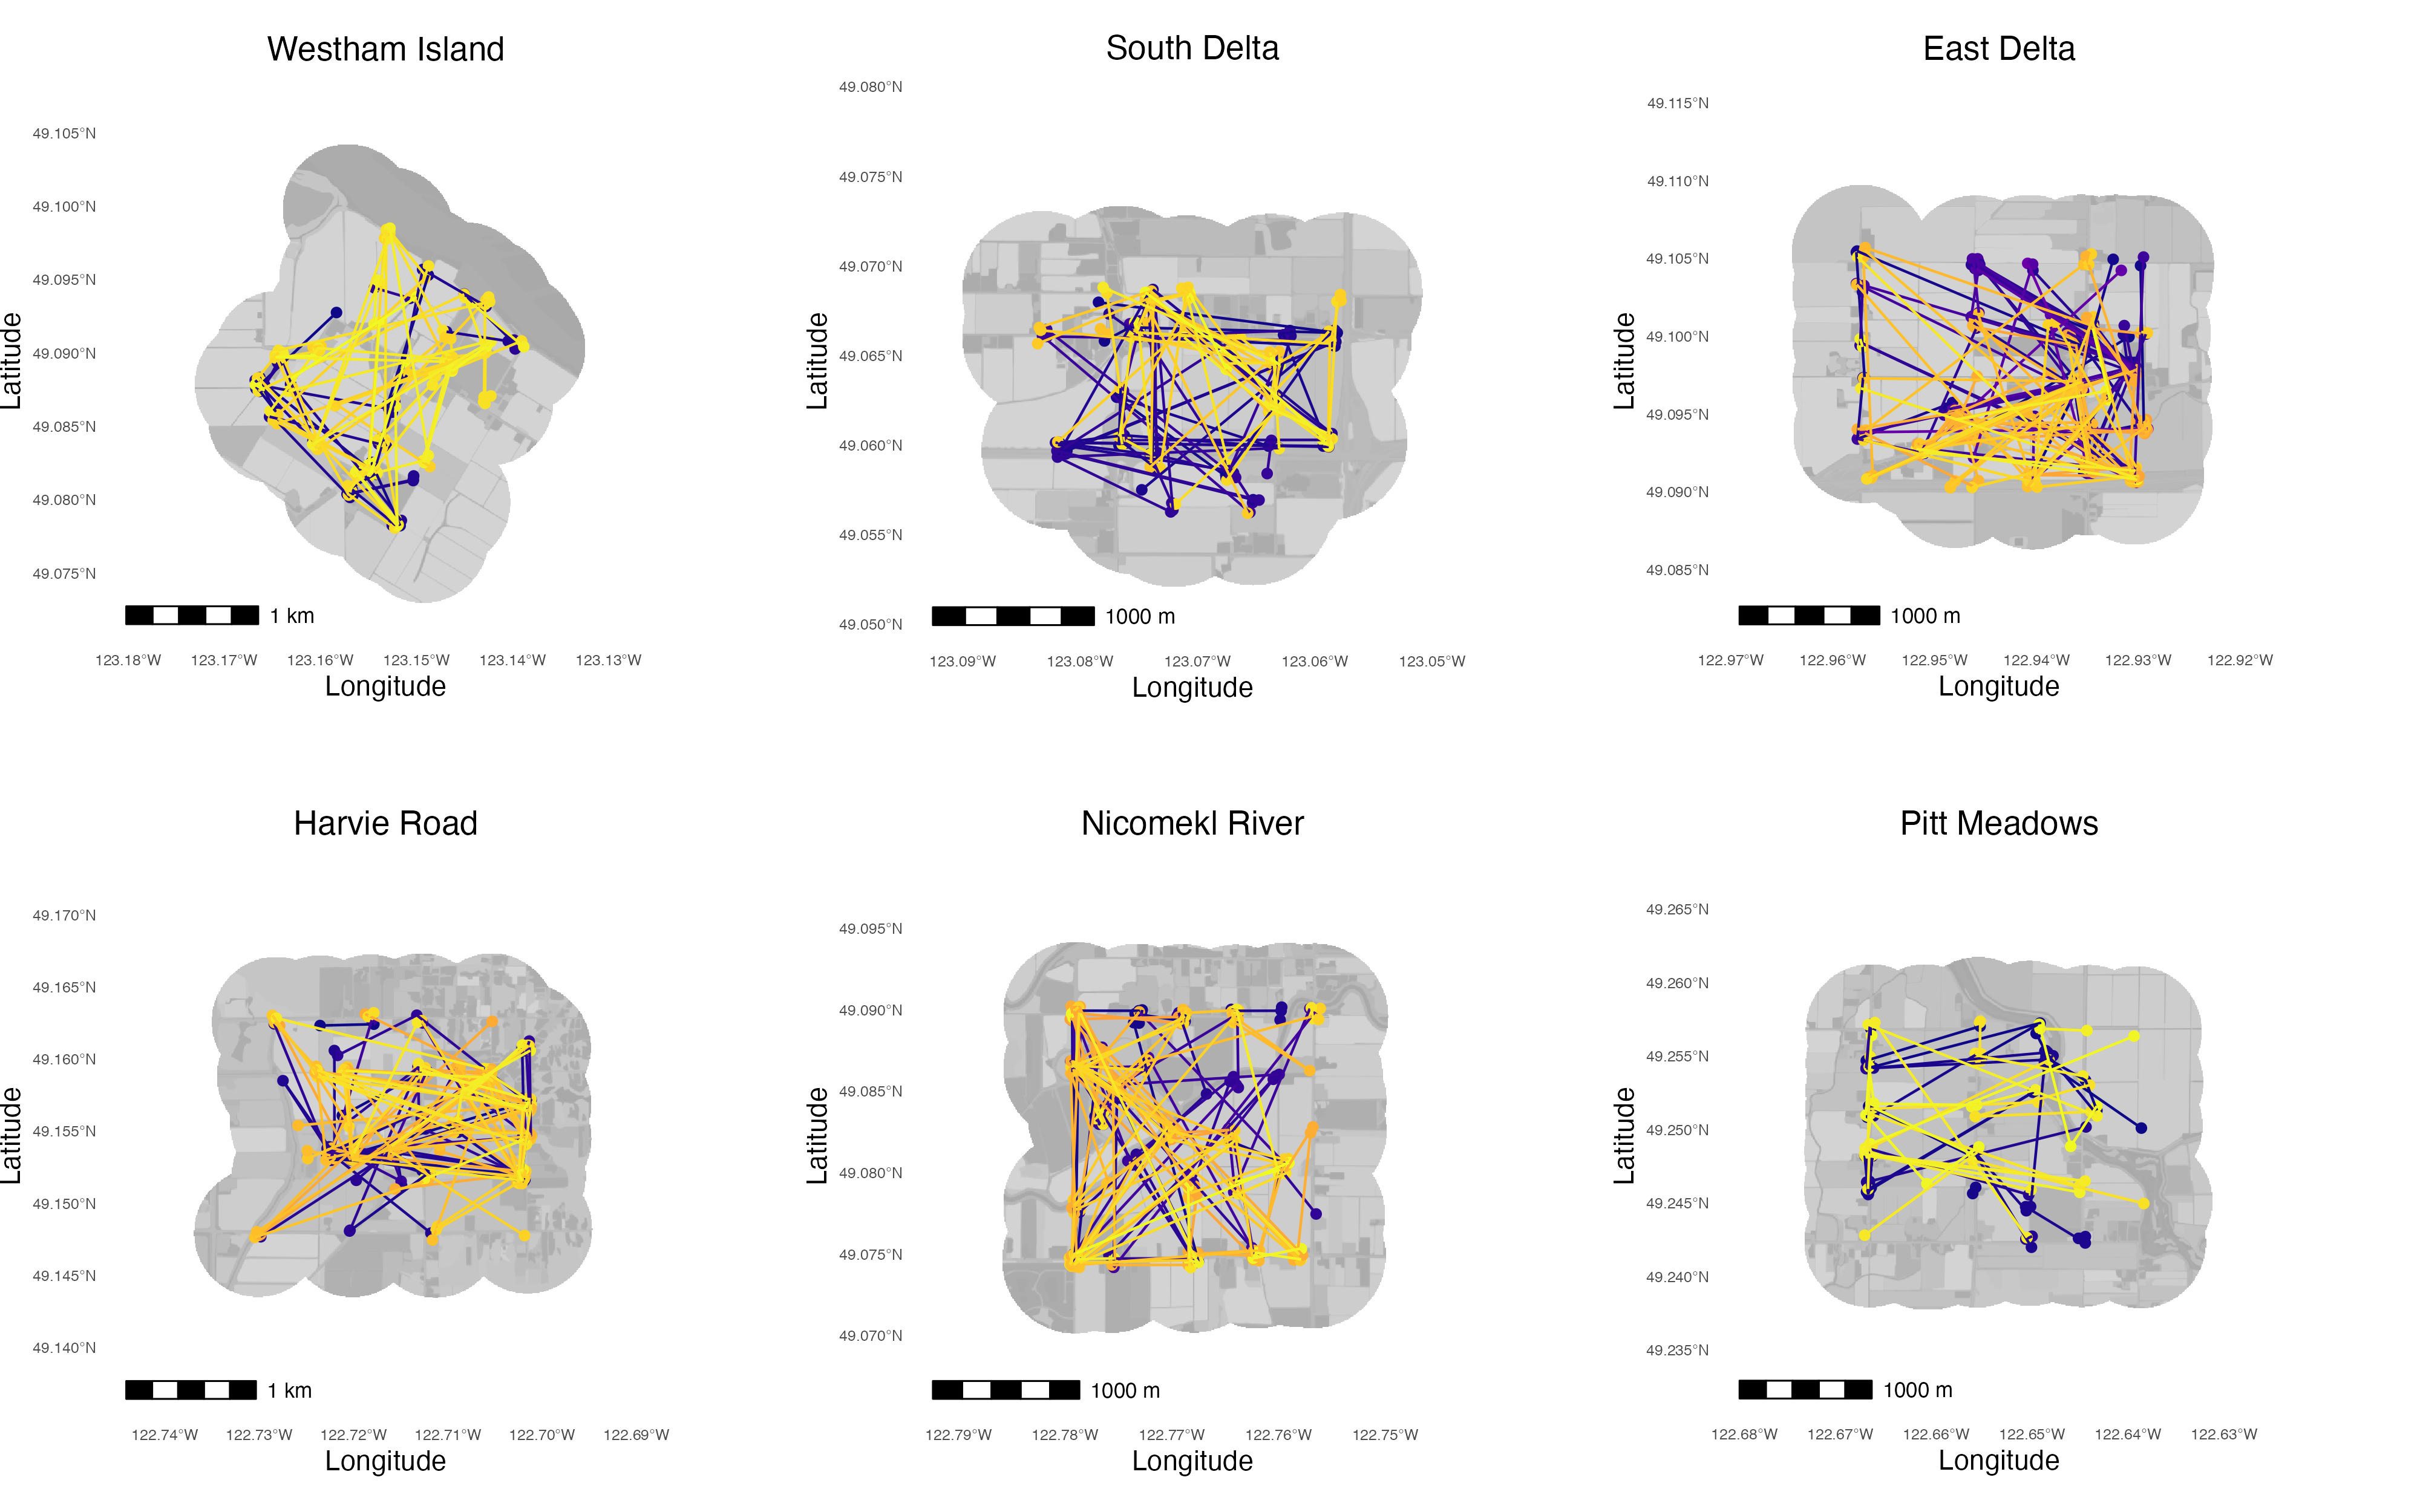 Westham Island
South Delta
East Delta
49.105°N
49.100°N
49.095°N
49.090°N
49.085°N
49.080°N
49.075°N
Latitude
1 km
123.18°W 123.17°W 123.16°W 123.15°W 123.14°W 123.13°W
Longitude
49.080°N
49.075°N
49.070°N
49.065°N
49.060°N
49.055°N
49.050°N
Latitude
1000 m
123.09°W 123.08°W 123.07°W 123.06°W 123.05°W
Longitude
49.115°N
49.110°N
49.105°N
49.100°N
49.095°N
49.090°N
49.085°N
Latitude
1000 m
122.97°W 122.96°W 122.95°W 122.94°W 122.93°W 122.92°W
Longitude
Harvie Road
Nicomekl River
Pitt Meadows
49.170°N
49.165°N
49.160°N
49.155°N
49.150°N
49.145°N
49.140°N
Latitude
1 km
122.74°W 122.73°W 122.72°W 122.71°W 122.70°W 122.69°W
Longitude
49.095°N
49.090°N
49.085°N
49.080°N
49.075°N
49.070°N
Latitude
1000 m
122.79°W 122.78°W 122.77°W 122.76°W 122.75°W
Longitude
49.265°N
49.260°N
49.255°N
49.250°N
49.245°N
49.240°N
49.235°N
Latitude
1000 m
122.68°W 122.67°W 122.66°W 122.65°W 122.64°W 122.63°W
Longitude